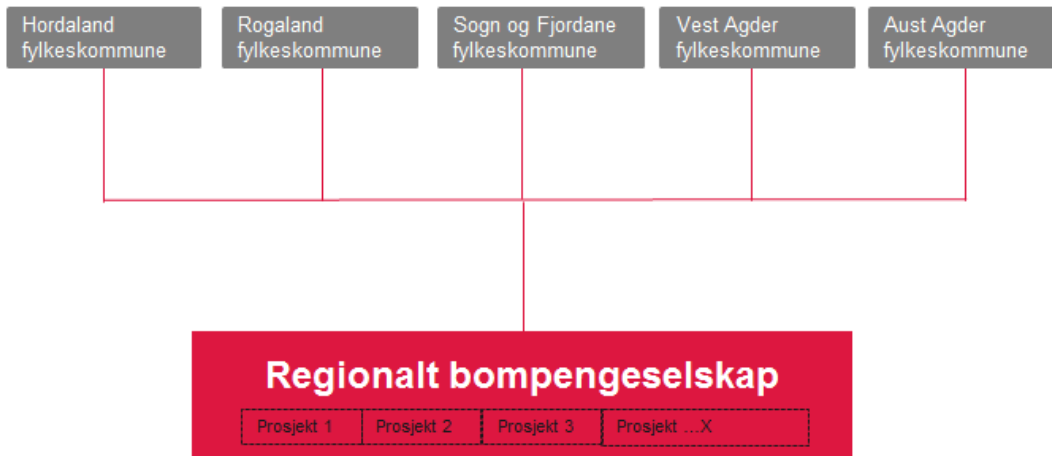 Hordaland
fylkeskommune
Rogaland
fylkeskommune
Sogn og Fjordane
fylkeskommune
Vest Agder
fylkeskommune
Aust Agder
fylkeskommune
Regionalt bompengeselskap
Prosjekt 1
Prosjekt 2
Prosjekt 3
Prosjekt ...X